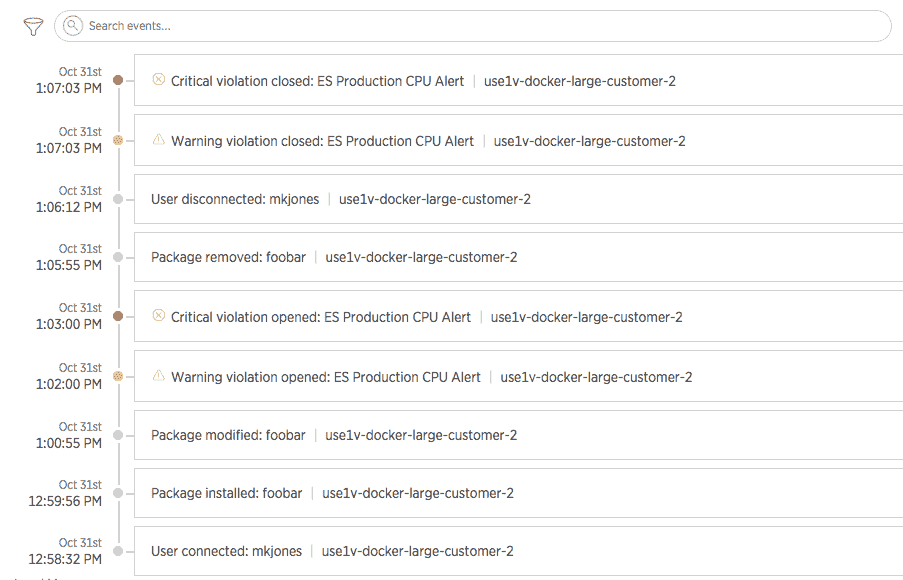 Search events...
Oct 31st
1:07:03 PM
Critical violation closed: ES Production CPU Alert | use1v-docker-large-customer-2
Oct 31st
1:07:03 PM
Warning violation closed: ES Production CPU Alert | use1v-docker-large-customer-2
Oct 31st
1:06:12 PM
User disconnected: mkjones | use1v-docker-large-customer-2
Oct 31st
1:05:55 PM
Package removed: foobar | use1v-docker-large-customer-2
Oct 31st
1:03:00 PM
Critical violation opened: ES Production CPU Alert | use1v-docker-large-customer-2
Oct 31st
1:02:00 PM
Warning violation opened: ES Production CPU Alert | use1v-docker-large-customer-2
Oct 31st
1:00:55 PM
Package modified: foobar | use1v-docker-large-customer-2
Oct 31st
12:59:56 PM
Package installed: foobar | use1v-docker-large-customer-2
Oct 31st
12:58:32 PM
User connected: mkjones | use1v-docker-large-customer-2